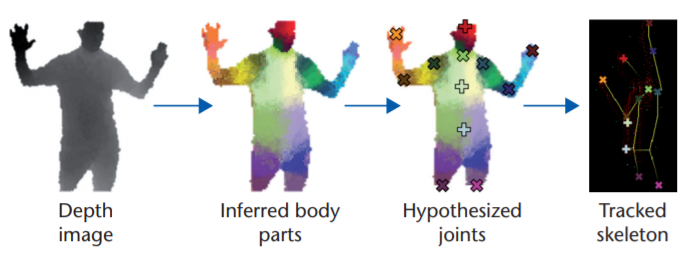 Depth
image
Inferred body
parts
Hypothesized
joints
Tracked
skeleton